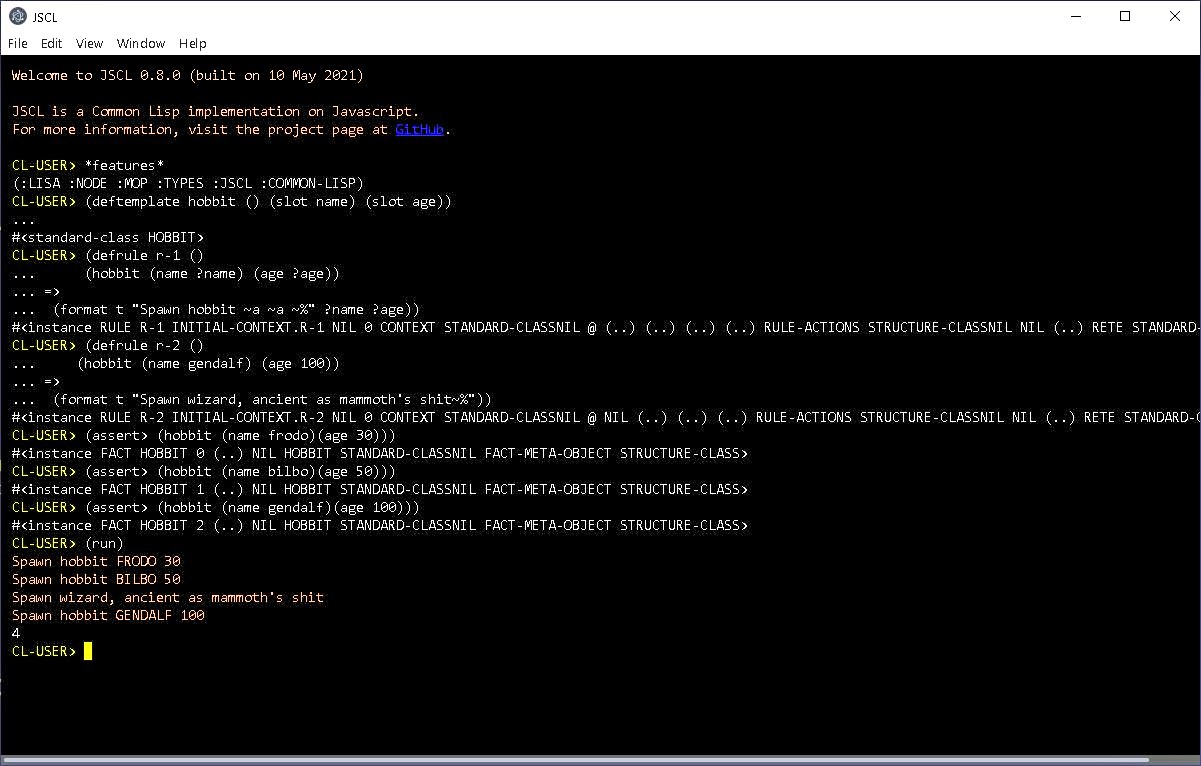 JSCL
File Edit View Window Help
Welcome to JSCL 0.8.0 (built on 10 May 2021)
JSCL is a Common Lisp implementation on Javascript.
For more information, visit the project page at GitHub.
CL-USER> *features*
(:LISA :NODE :MOP :TYPES :JSCL :COMMON-LISP)
CL-USER> (deftemplate hobbit () (slot name) (slot age))
...
#<standard-class HOBBIT>
CL-USER> (defrule r-1 ()
...      (hobbit (name ?name) (age ?age))
... =>
...  (format t "Spawn hobbit ~a ~a ~%" ?name ?age))
#<instance RULE R-1 INITIAL-CONTEXT.R-1 NIL 0 CONTEXT STANDARD-CLASSNIL @ (..) (..) (..) (..) RULE-ACTIONS STRUCTURE-CLASSNIL NIL (..) RETE STANDARD-
CL-USER> (defrule r-2 ()
...     (hobbit (name gendalf) (age 100))
... =>
...  (format t "Spawn wizard, ancient as mammoth's shit~%"))
#<instance RULE R-2 INITIAL-CONTEXT.R-2 NIL 0 CONTEXT STANDARD-CLASSNIL @ NIL (..) (..) (..) RULE-ACTIONS STRUCTURE-CLASSNIL NIL (..) RETE STANDARD-C
CL-USER> (assert> (hobbit (name frodo)(age 30)))
#<instance FACT HOBBIT 0 (..) NIL HOBBIT STANDARD-CLASSNIL FACT-META-OBJECT STRUCTURE-CLASS>
CL-USER> (assert> (hobbit (name bilbo)(age 50)))
#<instance FACT HOBBIT 1 (..) NIL HOBBIT STANDARD-CLASSNIL FACT-META-OBJECT STRUCTURE-CLASS>
CL-USER> (assert> (hobbit (name gendalf)(age 100)))
#<instance FACT HOBBIT 2 (..) NIL HOBBIT STANDARD-CLASSNIL FACT-META-OBJECT STRUCTURE-CLASS>
CL-USER> (run)
Spawn hobbit FRODO 30
Spawn hobbit BILBO 50
Spawn wizard, ancient as mammoth's shit
Spawn hobbit GENDALF 100
4
CL-USER>